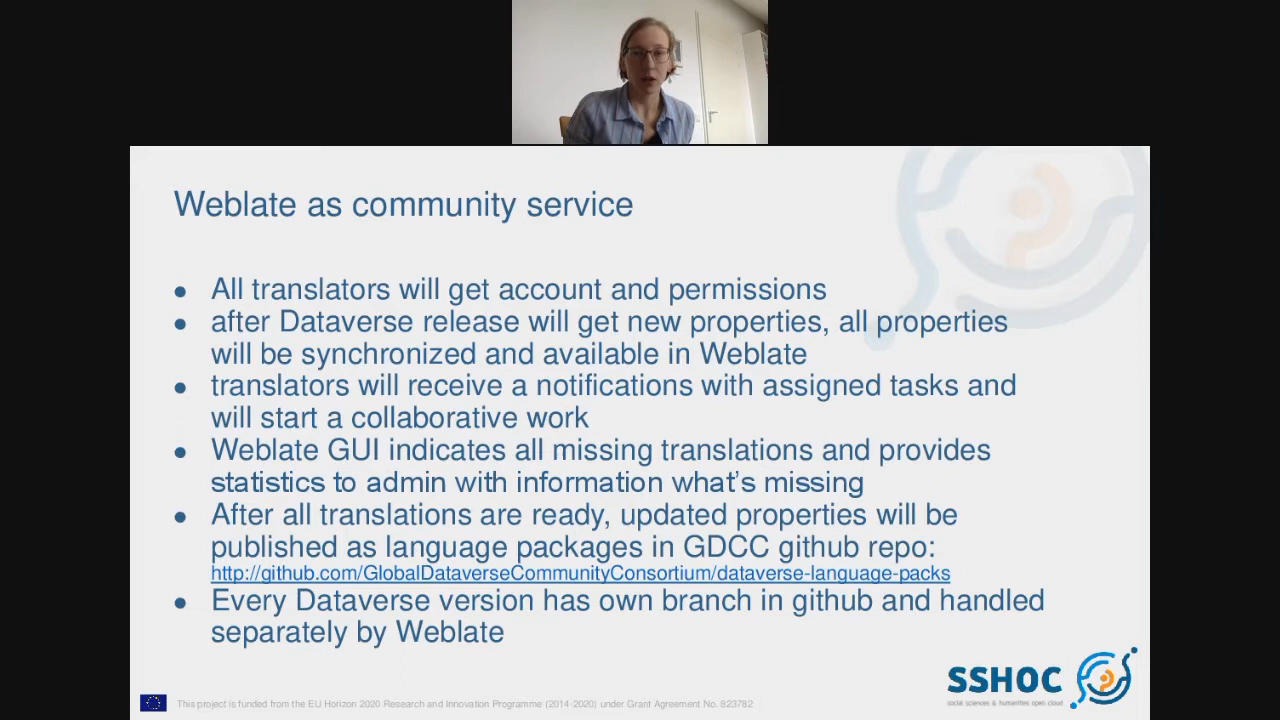 Weblate as community service
● All translators will get account and permissions
● after Dataverse release will get new properties, all properties
will be synchronized and available in Weblate
● translators will receive a notifications with assigned tasks and
will start a collaborative work
● Weblate GUI indicates all missing translations and provides
statistics to admin with information what's missing
● After all translations are ready, updated properties will be
published as language packages in GDCC github repo:
http://github.com/GlobalDataverseCommunityConsortium/dataverse-language-packs
● Every Dataverse version has own branch in github and handled
separately by Weblate
SSHOC
social sciences & humanities open cloud
This project is funded from the EU Horizon 2020 Research and Innovation Programme (2014-2020) under Grant Agreement No. 823782